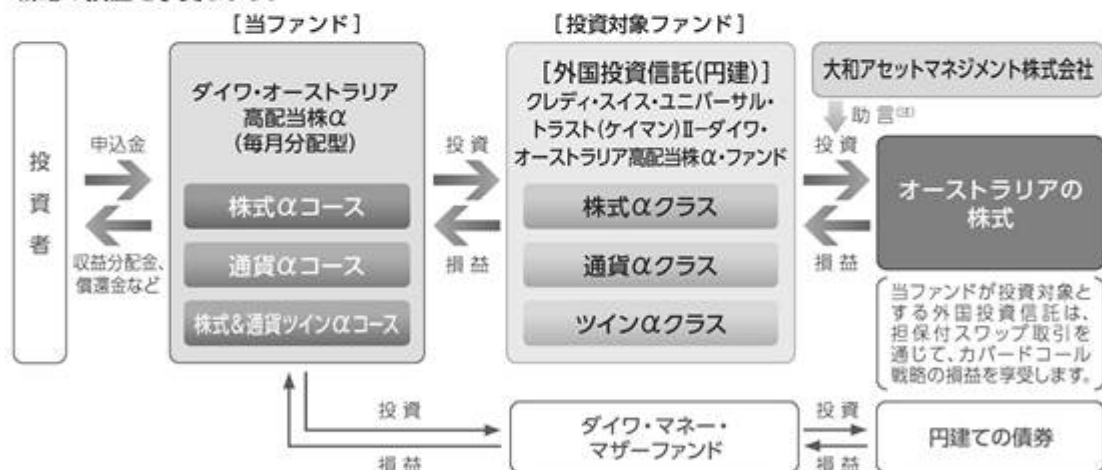 [当ファンド]
[投資対象ファンド]
投資者
申込金
収益分配金、
償還金など
ダイワ・オーストラリア
高配当株α
(毎月分配型)
株式αコース
通貨αコース
株式&通貨ツインαコース
投資
損益
[外国投資信託(円建)]
クレディ・スイス・ユニバーサル・
トラスト(ケイマン)Ⅱ－ダイワ・
オーストラリア高配当株α・ファンド
株式αクラス
通貨αクラス
ツインαクラス
大和アセットマネジメント株式会社
助言(注)
投資
損益
オーストラリアの
株式
当ファンドが投資対象と
する外国投資信託は、
担保付スワップ取引を
通じて、カバードコール
戦略の損益を享受します。
投資
損益
ダイワ・マネー・
マザーファンド
投資
損益
円建ての債券